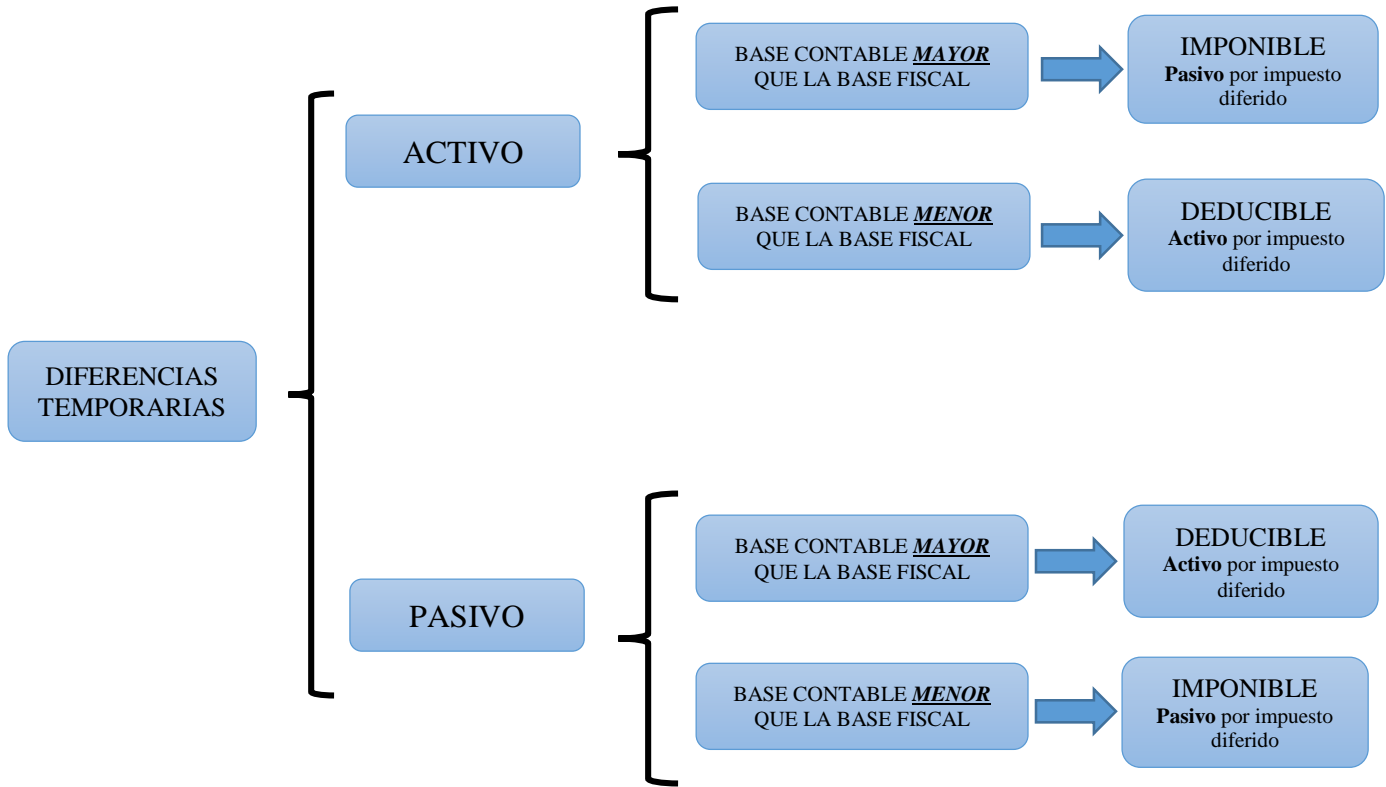 DIFERENCIAS
TEMPORARIAS
ACTIVO
BASE CONTABLE MAYOR
QUE LA BASE FISCAL
IMPONIBLE
Pasivo por impuesto
diferido
BASE CONTABLE MENOR
QUE LA BASE FISCAL
DEDUCIBLE
Activo por impuesto
diferido
PASIVO
BASE CONTABLE MAYOR
QUE LA BASE FISCAL
DEDUCIBLE
Activo por impuesto
diferido
BASE CONTABLE MENOR
QUE LA BASE FISCAL
IMPONIBLE
Pasivo por impuesto
diferido